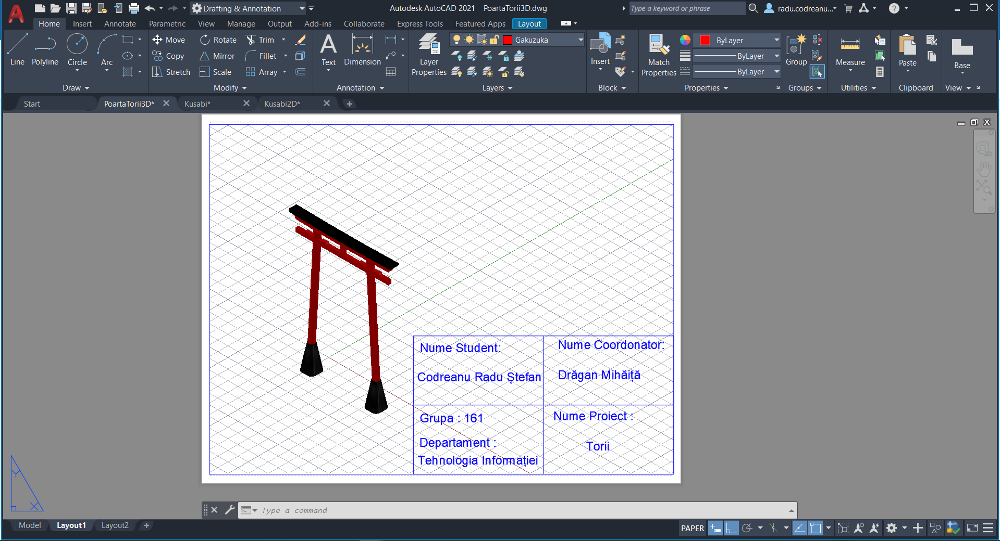 Drafting & Annotation
Autodesk AutoCAD 2021 PoartaTorii3D.dwg
Type a keyword or phrase
radu.codreanu...
Home Insert Annotate Parametric View Manage Output Add-ins Collaborate Express Tools Featured Apps Layout
Line Polyline Circle Arc
Move Rotate Trim
Copy Mirror Fillet
Stretch Scale Array
Text Dimension
Layer Properties
Gakuzuka
Insert
Match Properties
ByLayer
ByLayer
ByLayer
Group
Measure
Paste
Base
Draw Modify Annotation Layers Block Properties Groups Utilities Clipboard View
Start PoartaTorii3D* Kusabi* Kusabi2D*
2D
Nume Student:
Codreanu Radu Ștefan
Nume Coordonator:
Drăgan Mihăiță
Grupa : 161
Departament :
Tehnologia Informației
Nume Proiect :
Torii
Y
X
Type a command
Model Layout1 Layout2
PAPER